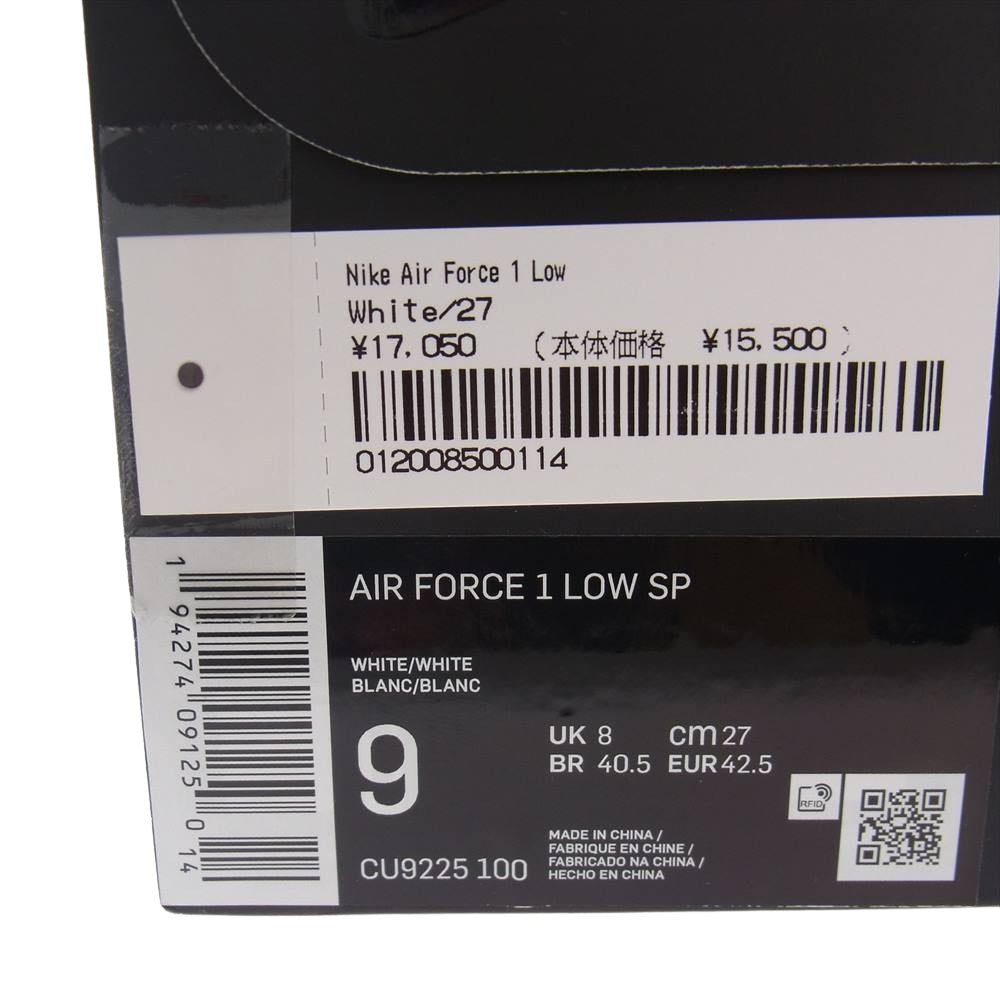 Nike Air Force 1 Low
White/27
¥17,050 (本体価格 ¥15,500 )
012008500114
1 94274 09125 0 14
AIR FORCE 1 LOW SP
WHITE/WHITE
BLANC/BLANC
9
UK 8 cm 27
BR 40.5 EUR 42.5
RFID
CU9225 100
MADE IN CHINA /
FABRIQUE EN CHINE /
FABRICADO NA CHINA /
HECHO EN CHINA